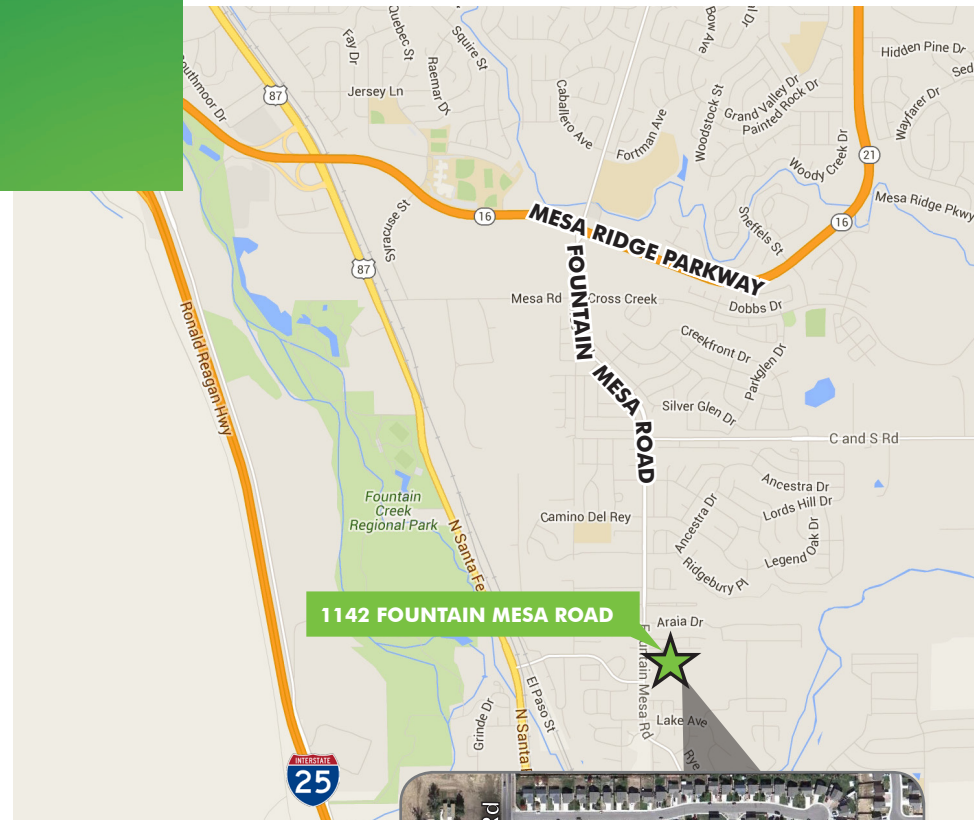 Quebec St
Squire St
Fay Dr
Raemar Dr
Bow Ave
Hidden Pine Dr
Southmoor Dr
87
Jersey Ln
Caballero Ave
Woodstock St
Grand Valley Dr
Painted Rock Dr
Wayfarer Dr
Fortman Ave
Woody Creek Dr
21
Mesa Ridge Pkwy
Syracuse St
16
MESA RIDGE PARKWAY
Sheffels St
16
87
FOUNTAIN MESA ROAD
Mesa Rd
Cross Creek
Dobbs Dr
Ronald Reagan Hwy
Creekfront Dr
Parkglen Dr
Silver Glen Dr
C and S Rd
Ancestra Dr
Lords Hill Dr
Fountain
Creek
Regional Park
N Santa Fe
Camino Del Rey
Ancestra Dr
Legend Oak Dr
Ridgebury Pl
1142 FOUNTAIN MESA ROAD
Araia Dr
Fountain Mesa Rd
El Paso St
Grinde Dr
N Santa
Lake Ave
Rye
INTERSTATE
25
Rd